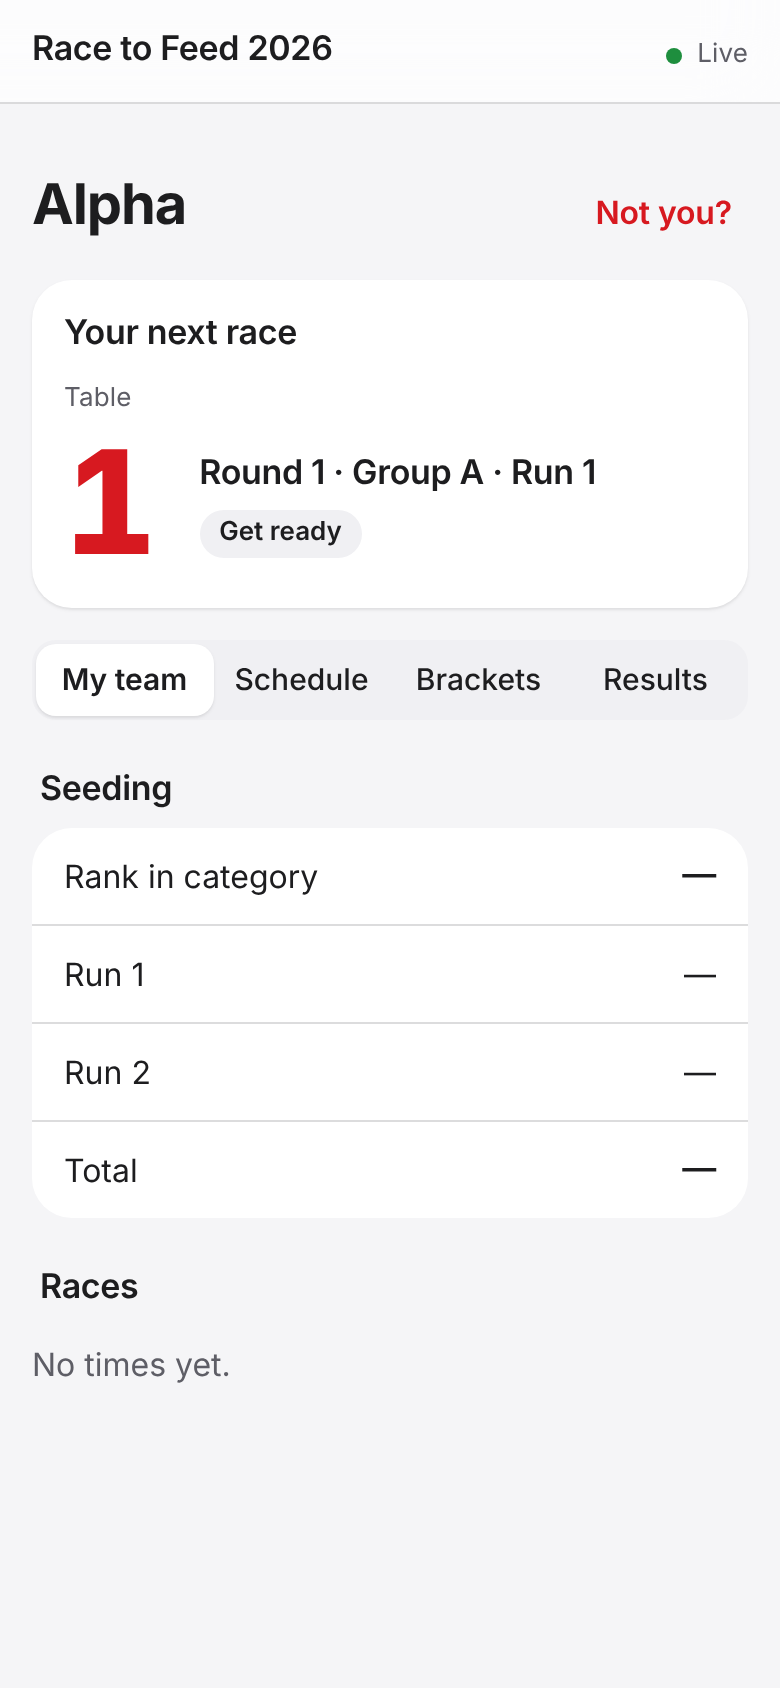 Race to Feed 2026
Live
Alpha
Not you?
Your next race
Table
1
Round 1 · Group A · Run 1
Get ready
My team
Schedule
Brackets
Results
Seeding
Rank in category —
Run 1 —
Run 2 —
Total —
Races
No times yet.